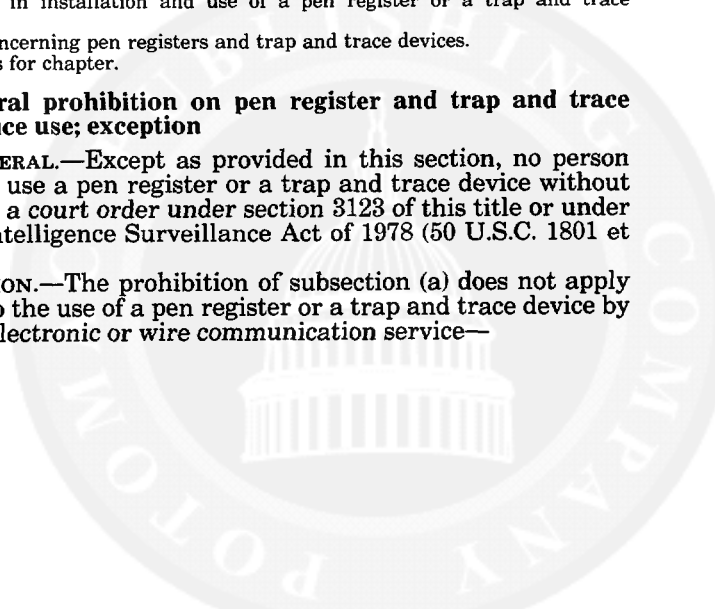 in installation and use of a pen register or a trap and trace
ncerning pen registers and trap and trace devices.
s for chapter.
ral prohibition on pen register and trap and trace
ce use; exception
ERAL.—Except as provided in this section, no person
use a pen register or a trap and trace device without
a court order under section 3123 of this title or under
ntelligence Surveillance Act of 1978 (50 U.S.C. 1801 et
ON.—The prohibition of subsection (a) does not apply
o the use of a pen register or a trap and trace device by
lectronic or wire communication service—
POTOM
PUBLISHING
COMPANY